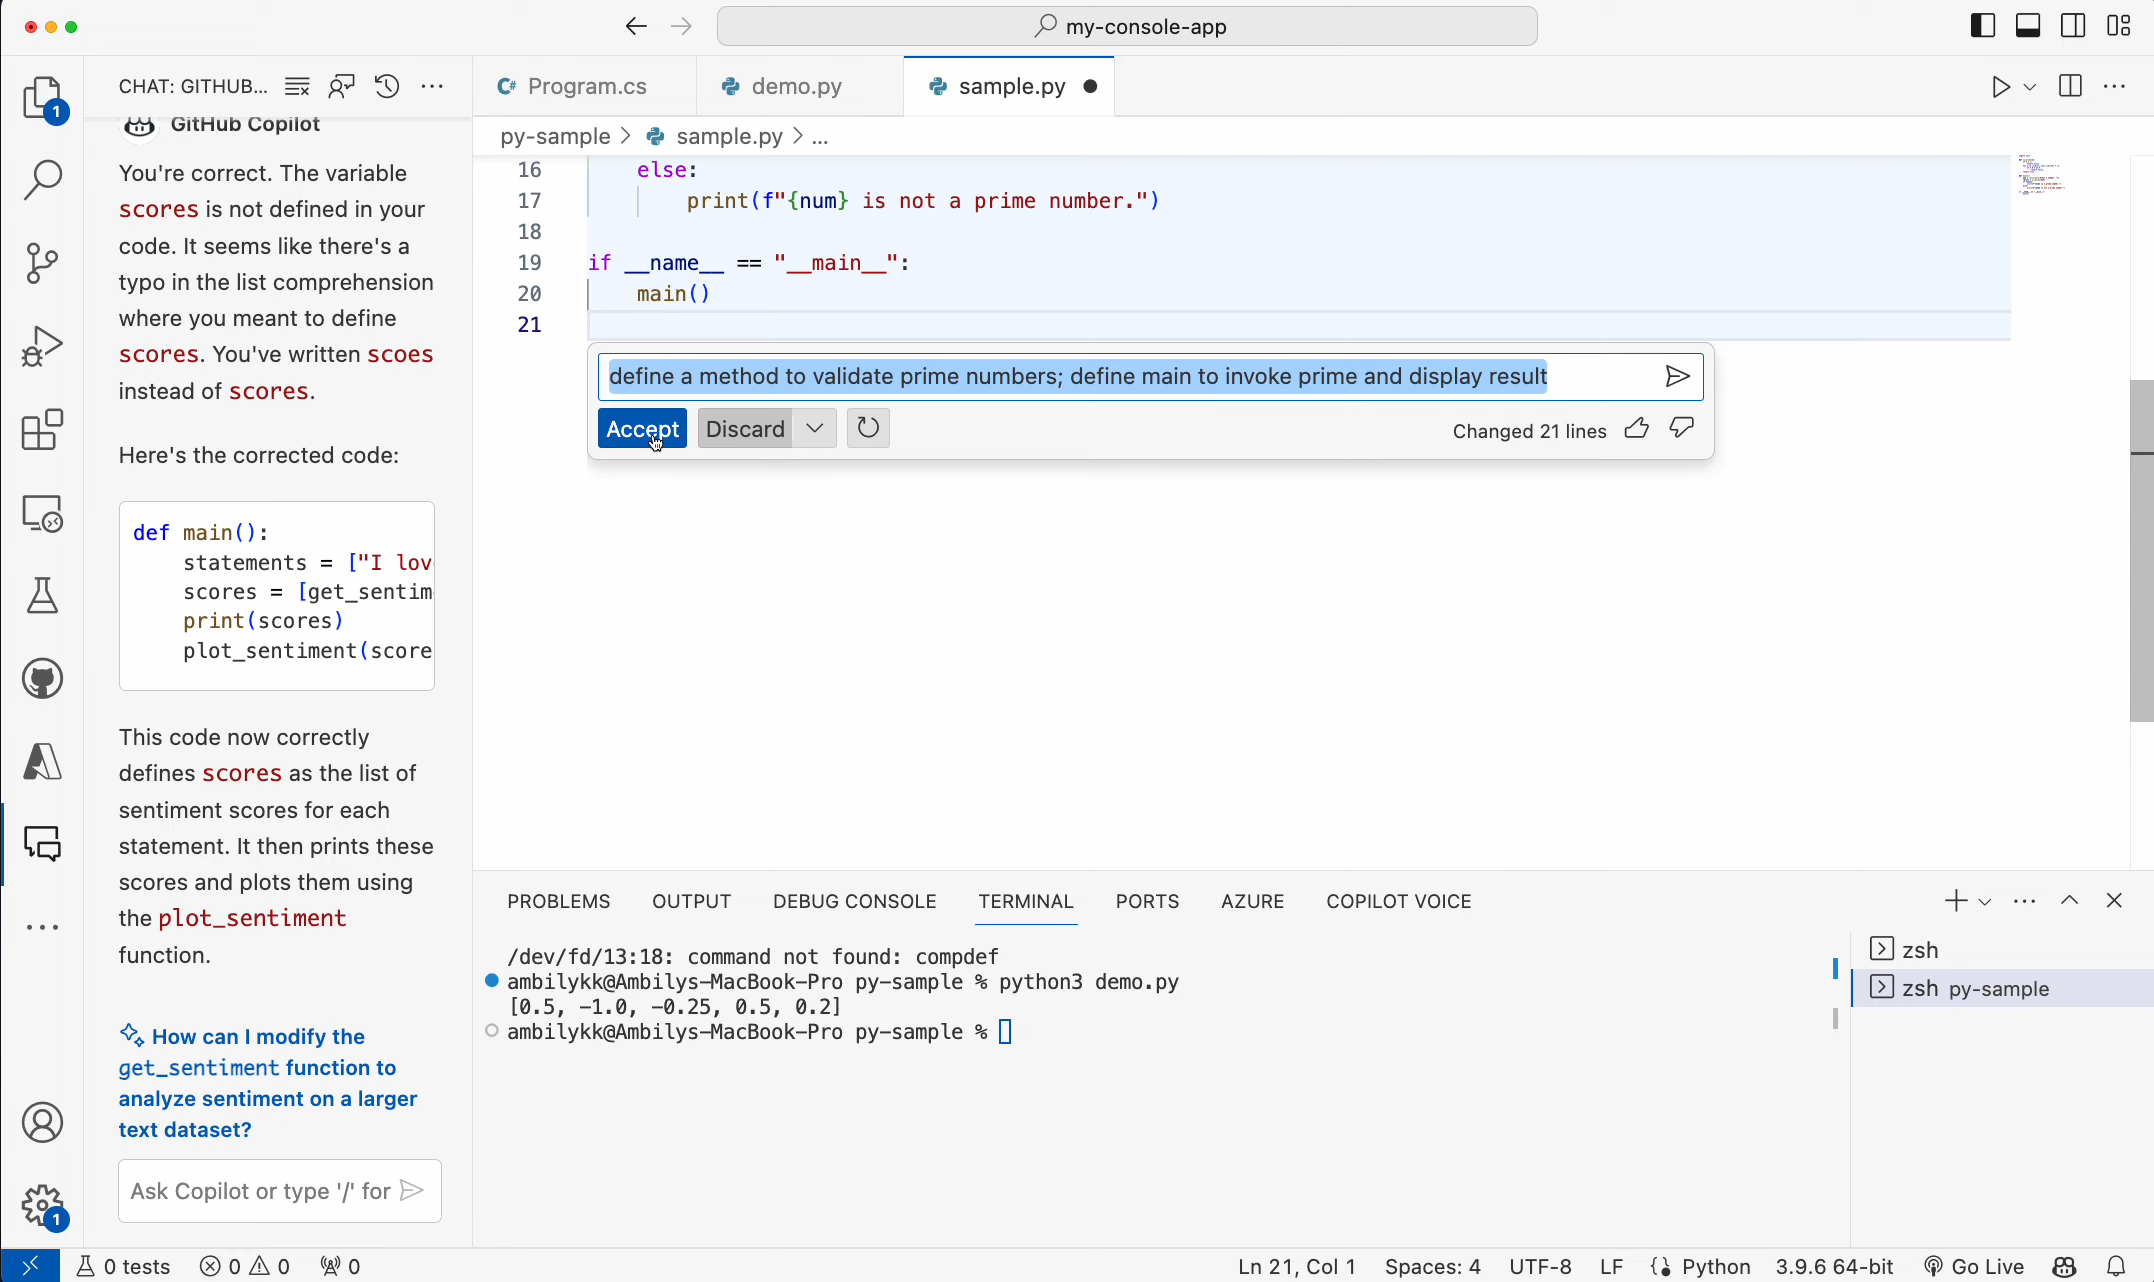 my-console-app
CHAT: GITHUB...
Program.cs
demo.py
sample.py
py-sample > sample.py > ...
GitHub Copilot
You're correct. The variable
scores is not defined in your
code. It seems like there's a
typo in the list comprehension
where you meant to define
scores. You've written scoes
instead of scores.
Here's the corrected code:
def main():
statements = ["I lov
scores = [get_sentim
print(scores)
plot_sentiment(score
This code now correctly
defines scores as the list of
sentiment scores for each
statement. It then prints these
scores and plots them using
the plot_sentiment
function.
How can I modify the
get_sentiment function to
analyze sentiment on a larger
text dataset?
Ask Copilot or type '/' for
16 else:
17 print(f"{num} is not a prime number.")
18
19 if __name__ == "__main__":
20 main()
21
define a method to validate prime numbers; define main to invoke prime and display result
Accept Discard Changed 21 lines
PROBLEMS OUTPUT DEBUG CONSOLE TERMINAL PORTS AZURE COPILOT VOICE
/dev/fd/13:18: command not found: compdef
ambilykk@Ambilys-MacBook-Pro py-sample % python3 demo.py
[0.5, -1.0, -0.25, 0.5, 0.2]
ambilykk@Ambilys-MacBook-Pro py-sample %
zsh
zsh py-sample
1
1
0 tests 0 0 0 Ln 21, Col 1 Spaces: 4 UTF-8 LF Python 3.9.6 64-bit Go Live